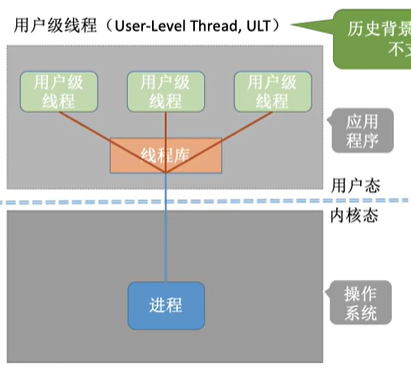 用户级线程（User-Level Thread, ULT）
历史背景
不支
用户级
线程
用户级
线程
用户级
线程
线程库
应用
程序
用户态
内核态
进程
操作
系统